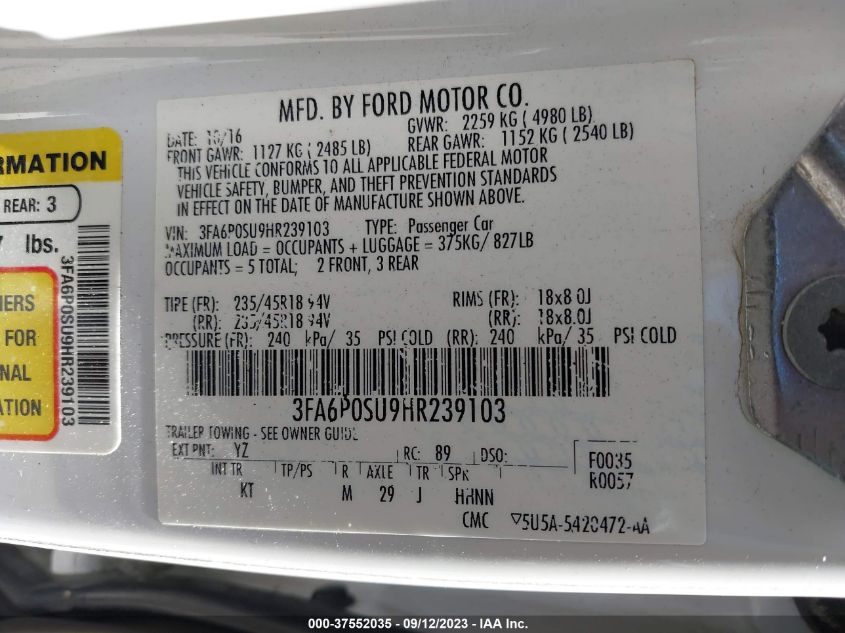 MFD. BY FORD MOTOR CO.
DATE: 10/16
GVWR: 2259 KG ( 4980 LB)
FRONT GAWR: 1127 KG ( 2485 LB)
REAR GAWR: 1152 KG ( 2540 LB)
THIS VEHICLE CONFORMS TO ALL APPLICABLE FEDERAL MOTOR
VEHICLE SAFETY, BUMPER, AND THEFT PREVENTION STANDARDS
IN EFFECT ON THE DATE OF MANUFACTURE SHOWN ABOVE.
VIN: 3FA6P0SU9HR239103 TYPE: Passenger Car
MAXIMUM LOAD = OCCUPANTS + LUGGAGE = 375KG/ 827LB
OCCUPANTS = 5 TOTAL; 2 FRONT, 3 REAR
TIRE (FR): 235/45R18 94V RIMS (FR): 18x8.0J
(RR): 235/45R18 94V (RR): 18x8.0J
PRESSURE (FR): 240 kPa/ 35 PSI COLD (RR): 240 kPa/ 35 PSI COLD
3FA6P0SU9HR239103
TRAILER TOWING - SEE OWNER GUIDE
EXT PNT: YZ RC: 89 DSO:
F0035
R0057
INT TR TP/PS R AXLE TR SPR
KT M 29 J HHNN
CMC 5U5A-5420472-AA
RMATION
REAR: 3
7 lbs.
IERS
FOR
NAL
ATION
3FA6P0SU9HR239103
000-37552035 - 09/12/2023 - IAA Inc.